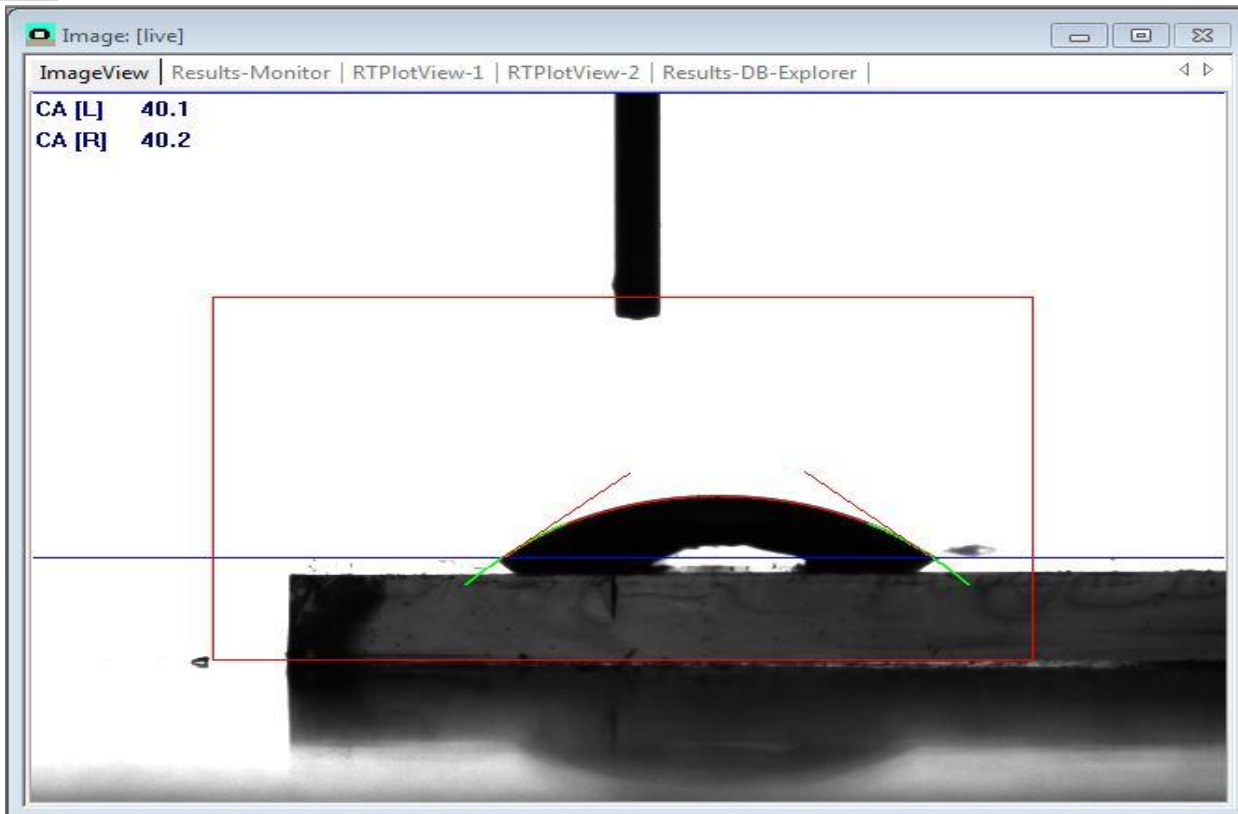 Image: [live]
ImageView | Results-Monitor | RTPlotView-1 | RTPlotView-2 | Results-DB-Explorer |
CA [L] 40.1
CA [R] 40.2